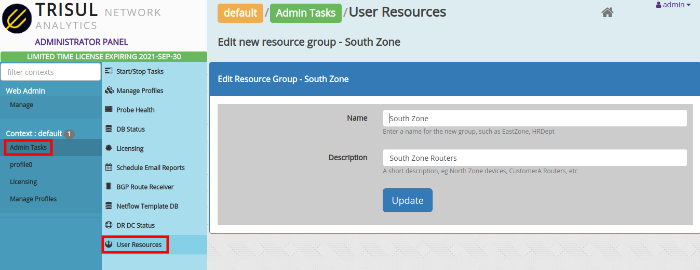 TRISUL NETWORK
ANALYTICS
ADMINISTRATOR PANEL
LIMITED TIME LICENSE EXPIRING 2021-SEP-30
filter contexts
Web Admin
Manage
Context : default 1
Admin Tasks
profile0
Licensing
Manage Profiles
Start/Stop Tasks
Manage Profiles
Probe Health
DB Status
Licensing
Schedule Email Reports
BGP Route Receiver
Netflow Template DB
DR DC Status
User Resources
default / Admin Tasks / User Resources
admin
Edit new resource group - South Zone
Edit Resource Group - South Zone
Name
South Zone
Enter a name for the new group, such as EastZone, HRDept
Description
South Zone Routers
A short description, eg North Zone devices, CustomerA Routers, etc
Update